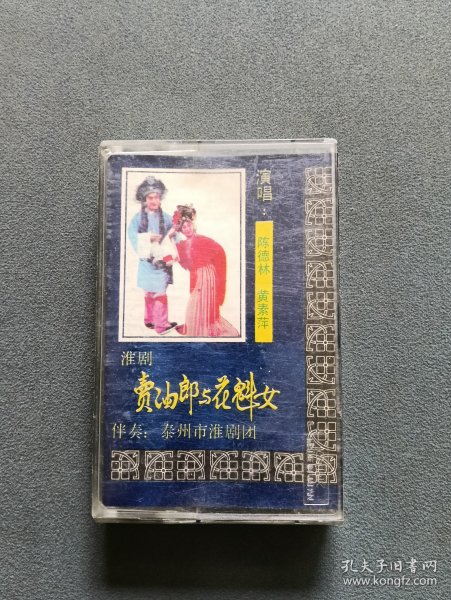 演唱:
陈德林 黄素萍
淮剧
卖油郎与花魁女
伴奏: 泰州市淮剧团
孔夫子旧书网
www.kongfz.com